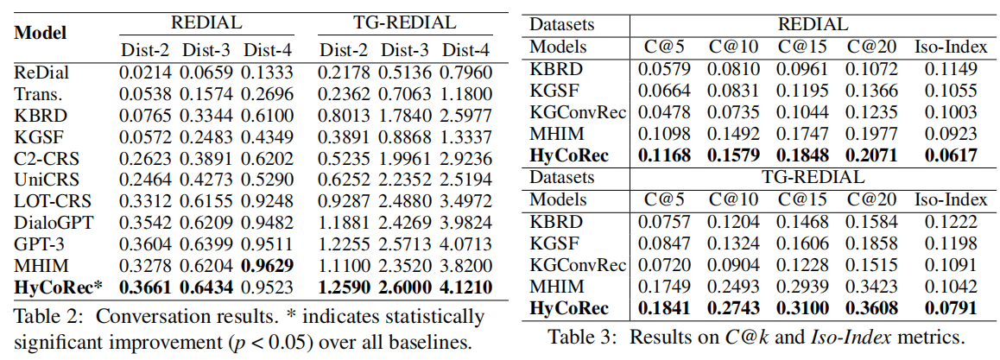 Model REDIAL TG-REDIAL
Dist-2 Dist-3 Dist-4 Dist-2 Dist-3 Dist-4
ReDial 0.0214 0.0659 0.1333 0.2178 0.5136 0.7960
Trans. 0.0538 0.1574 0.2696 0.2362 0.7063 1.1800
KBRD 0.0765 0.3344 0.6100 0.8013 1.7840 2.5977
KGSF 0.0572 0.2483 0.4349 0.3891 0.8868 1.3337
C2-CRS 0.2623 0.3891 0.6202 0.5235 1.9961 2.9236
UniCRS 0.2464 0.4273 0.5290 0.6252 2.2352 2.5194
LOT-CRS 0.3312 0.6155 0.9248 0.9287 2.4880 3.4972
DialoGPT 0.3542 0.6209 0.9482 1.1881 2.4269 3.9824
GPT-3 0.3604 0.6399 0.9511 1.2255 2.5713 4.0713
MHIM 0.3278 0.6204 0.9629 1.1100 2.3520 3.8200
HyCoRec* 0.3661 0.6434 0.9523 1.2590 2.6000 4.1210
Table 2: Conversation results. * indicates statistically
significant improvement (p < 0.05) over all baselines.
Datasets REDIAL
Models C@5 C@10 C@15 C@20 Iso-Index
KBRD 0.0579 0.0810 0.0961 0.1072 0.1149
KGSF 0.0664 0.0831 0.1195 0.1366 0.1055
KGConvRec 0.0478 0.0735 0.1044 0.1235 0.1003
MHIM 0.1098 0.1492 0.1747 0.1977 0.0923
HyCoRec 0.1168 0.1579 0.1848 0.2071 0.0617
Datasets TG-REDIAL
Models C@5 C@10 C@15 C@20 Iso-Index
KBRD 0.0757 0.1204 0.1468 0.1584 0.1222
KGSF 0.0847 0.1324 0.1606 0.1858 0.1198
KGConvRec 0.0720 0.0904 0.1228 0.1515 0.1091
MHIM 0.1749 0.2493 0.2939 0.3423 0.1042
HyCoRec 0.1841 0.2743 0.3100 0.3608 0.0791
Table 3: Results on C@k and Iso-Index metrics.